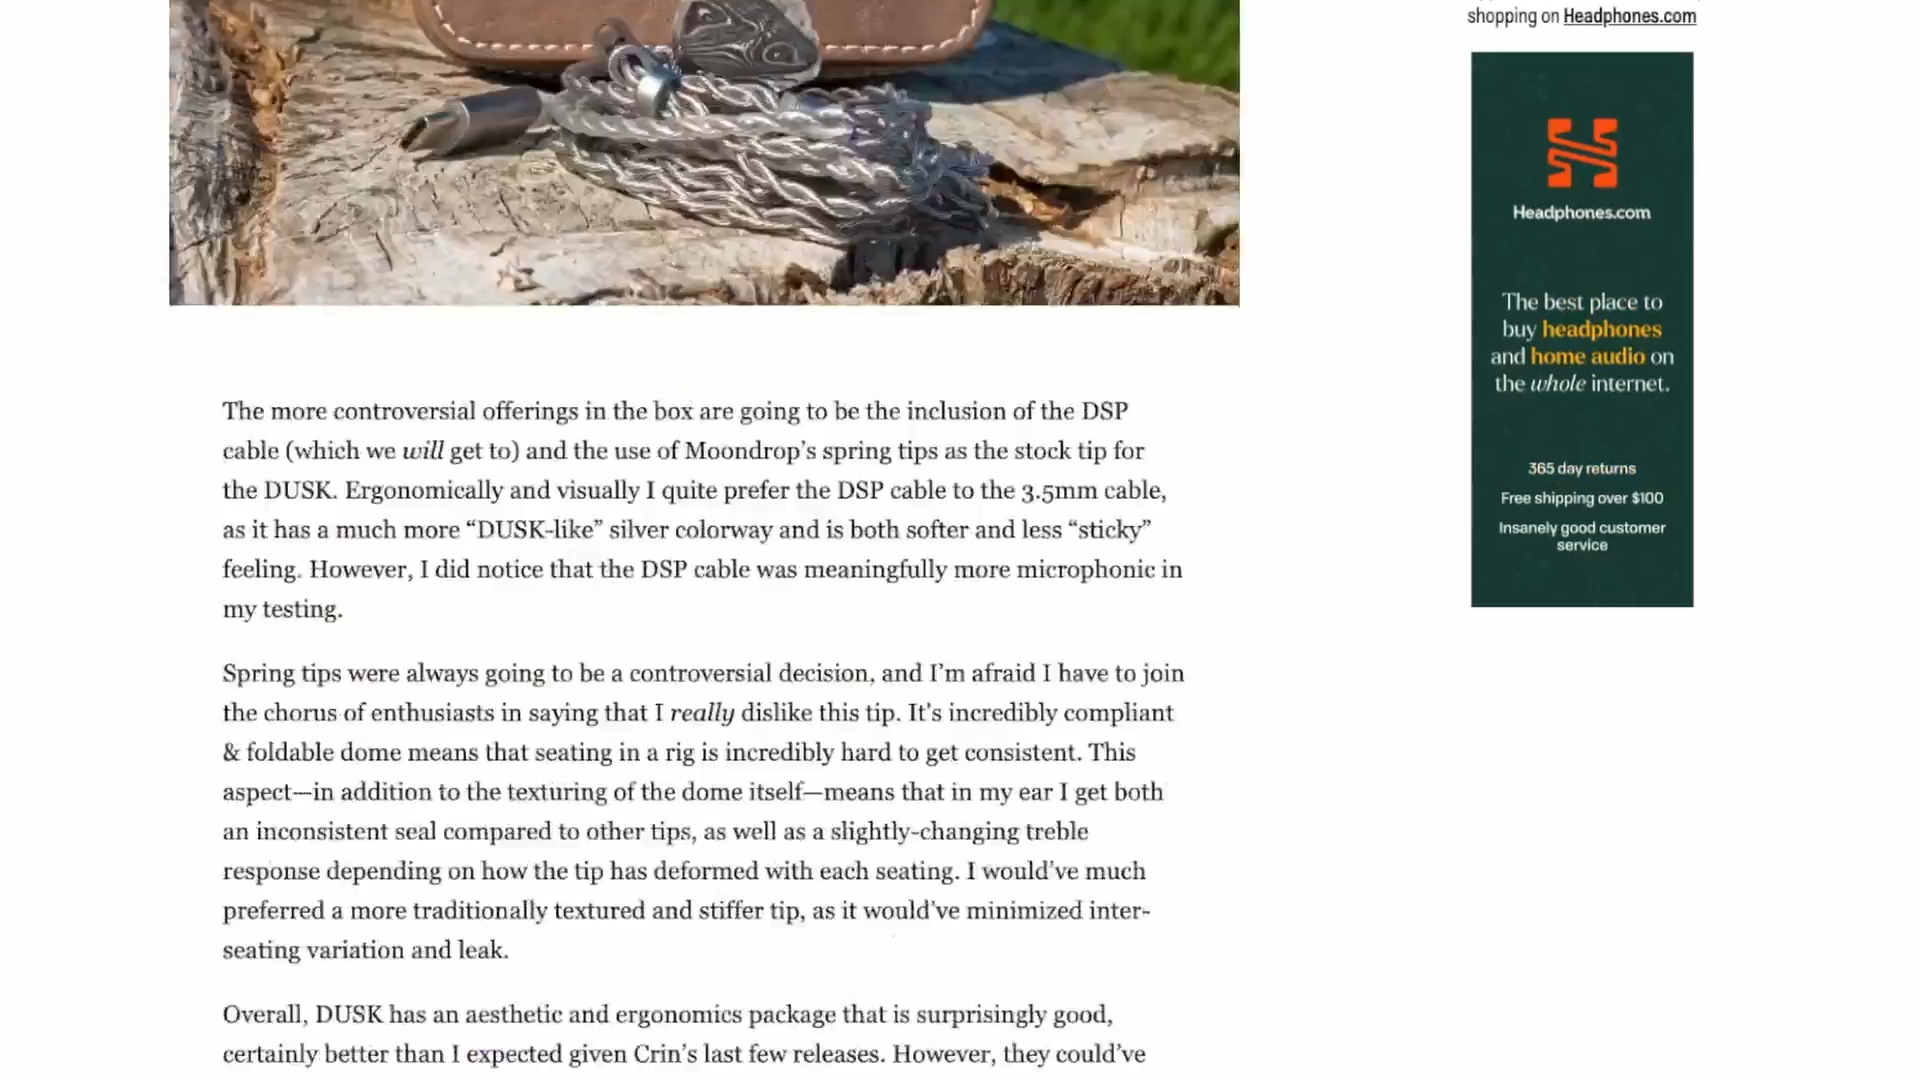 shopping on Headphones.com
Headphones.com
The best place to
buy headphones
and home audio on
the whole internet.
365 day returns
Free shipping over $100
Insanely good customer
service
The more controversial offerings in the box are going to be the inclusion of the DSP
cable (which we will get to) and the use of Moondrop’s spring tips as the stock tip for
the DUSK. Ergonomically and visually I quite prefer the DSP cable to the 3.5mm cable,
as it has a much more “DUSK-like” silver colorway and is both softer and less “sticky”
feeling. However, I did notice that the DSP cable was meaningfully more microphonic in
my testing.
Spring tips were always going to be a controversial decision, and I’m afraid I have to join
the chorus of enthusiasts in saying that I really dislike this tip. It’s incredibly compliant
& foldable dome means that seating in a rig is incredibly hard to get consistent. This
aspect—in addition to the texturing of the dome itself—means that in my ear I get both
an inconsistent seal compared to other tips, as well as a slightly-changing treble
response depending on how the tip has deformed with each seating. I would’ve much
preferred a more traditionally textured and stiffer tip, as it would’ve minimized inter-
seating variation and leak.
Overall, DUSK has an aesthetic and ergonomics package that is surprisingly good,
certainly better than I expected given Crin’s last few releases. However, they could’ve